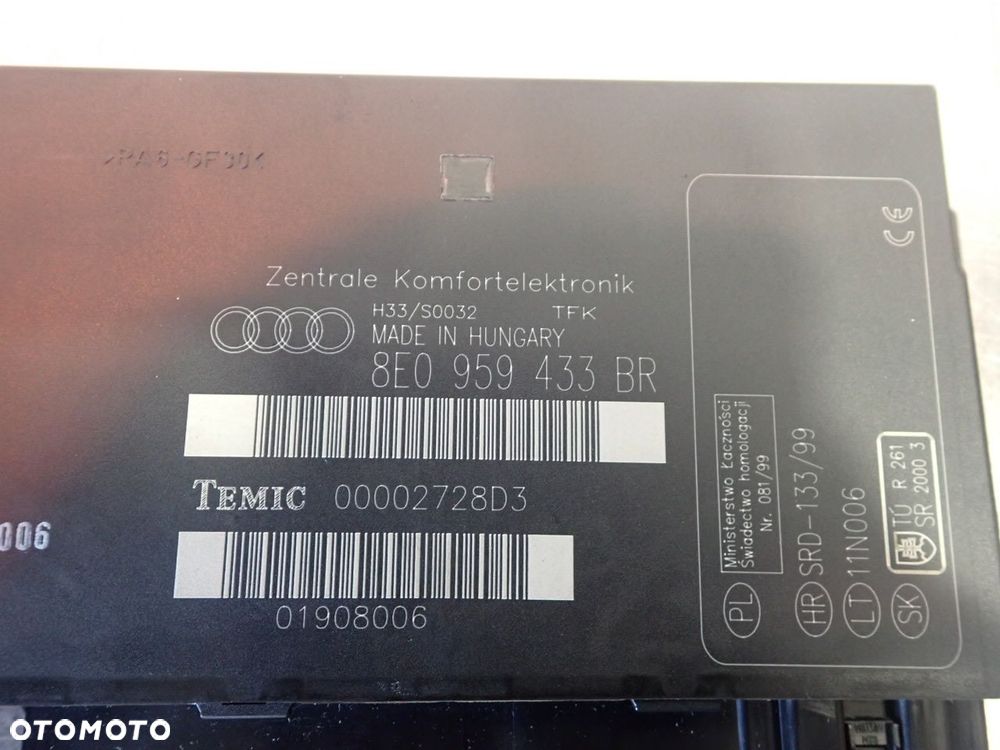 >PA6-GF30<
Zentrale Komfortelektronik
H33/S0032 TFK
MADE IN HUNGARY
8E0 959 433 BR
TEMIC 00002728D3
01908006
006
CE
PL Ministerstwo Łączności
Świadectwo homologacji
Nr. 081/99
HR SRD-133/99
LT 11N006
SK TÚ R 261
SR 2000 3
OTOMOTO